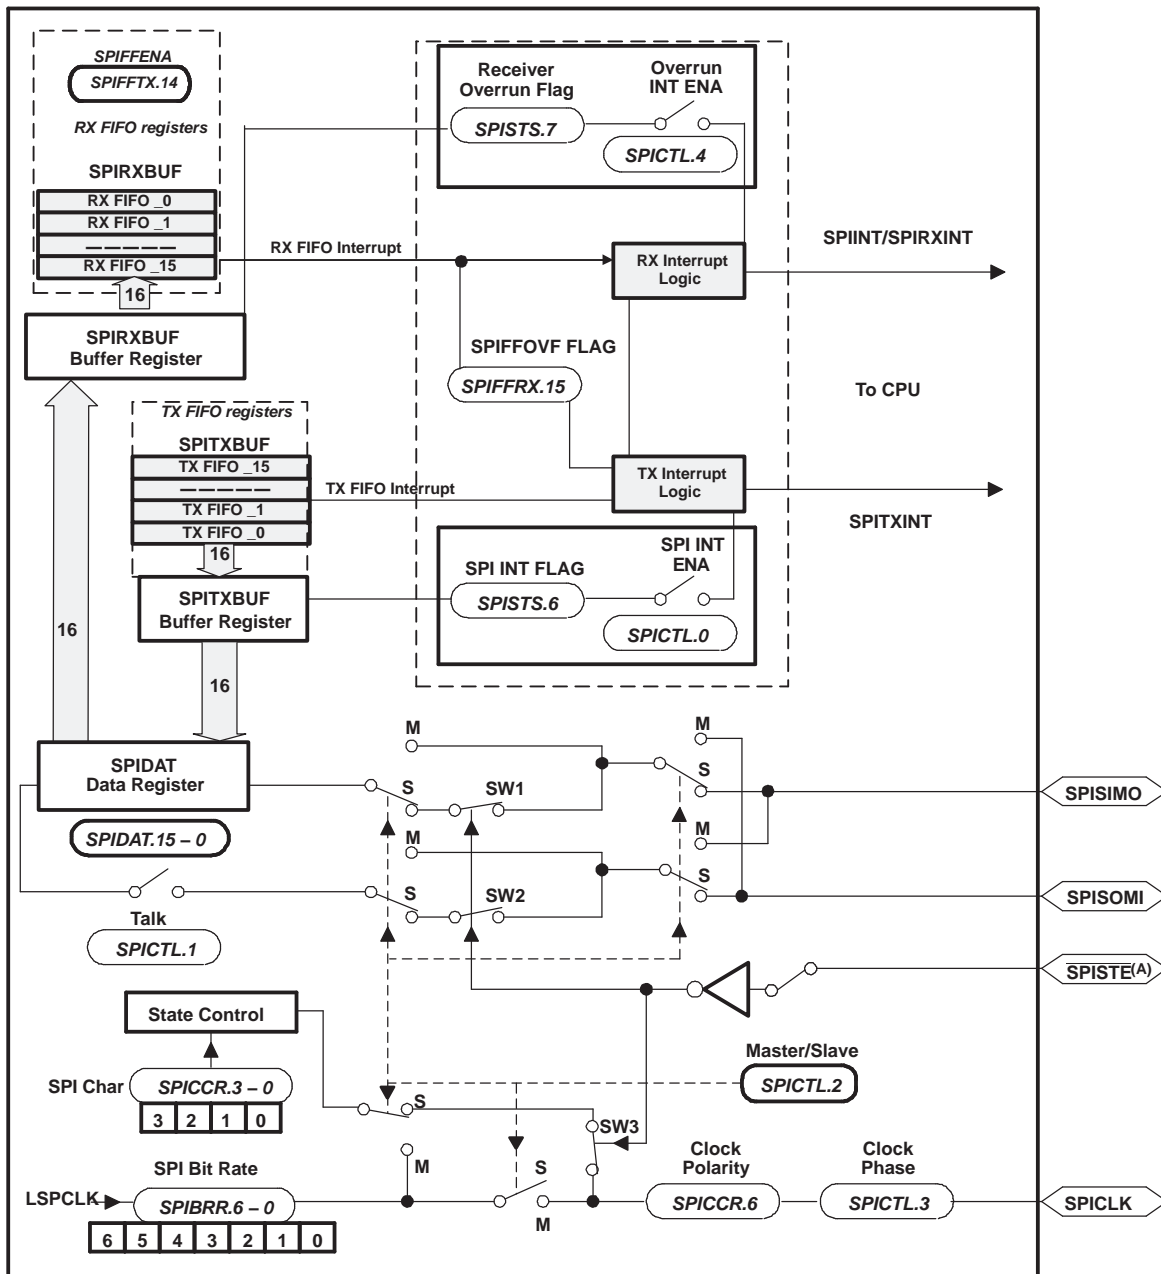 SPIFFENA
SPIFFTX.14
RX FIFO registers
SPIRXBUF
RX FIFO _0
RX FIFO _1
—————
RX FIFO _15
16
SPIRXBUF
Buffer Register
Receiver
Overrun Flag
SPISTS.7
Overrun
INT ENA
SPICTL.4
RX FIFO Interrupt
RX Interrupt
Logic
SPIINT/SPIRXINT
SPIFFOVF FLAG
SPIFFRX.15
To CPU
TX FIFO registers
SPITXBUF
TX FIFO _15
—————
TX FIFO _1
TX FIFO _0
16
TX FIFO Interrupt
TX Interrupt
Logic
SPITXINT
SPITXBUF
Buffer Register
SPI INT FLAG
SPISTS.6
SPI INT
ENA
SPICTL.0
16
16
SPIDAT
Data Register
SPIDAT.15 – 0
M
S
SW1
M
S
SPISIMO
M
S
SW2
M
S
SPISOMI
Talk
SPICTL.1
SPISTE(A)
State Control
Master/Slave
SPICTL.2
SPI Char
SPICCR.3 – 0
3 2 1 0
S
M
SW3
SPI Bit Rate
LSPCLK
SPIBRR.6 – 0
6 5 4 3 2 1 0
S
M
Clock
Polarity
SPICCR.6
Clock
Phase
SPICTL.3
SPICLK